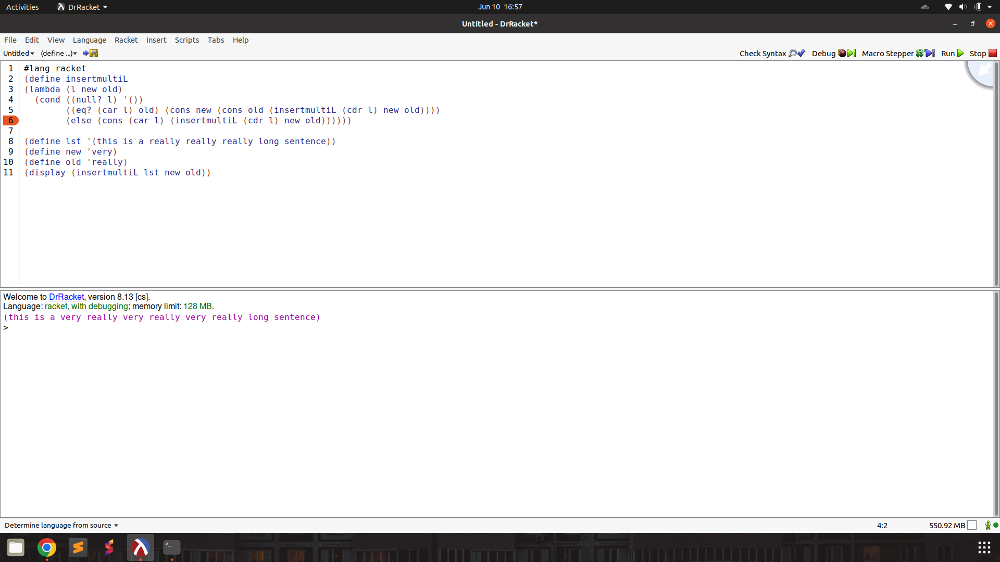 Activities DrRacket Jun 10 16:57
Untitled - DrRacket*
File Edit View Language Racket Insert Scripts Tabs Help
Untitled (define ...) Check Syntax Debug Macro Stepper Run Stop
1 #lang racket
2 (define insertmultiL
3 (lambda (l new old)
4   (cond ((null? l) '())
5         ((eq? (car l) old) (cons new (cons old (insertmultiL (cdr l) new old))))
6         (else (cons (car l) (insertmultiL (cdr l) new old))))))
7
8 (define lst '(this is a really really really long sentence))
9 (define new 'very)
10 (define old 'really)
11 (display (insertmultiL lst new old))
Welcome to DrRacket, version 8.13 [cs].
Language: racket, with debugging; memory limit: 128 MB.
(this is a very really very really very really long sentence)
>
Determine language from source 4:2 550.92 MB
>_